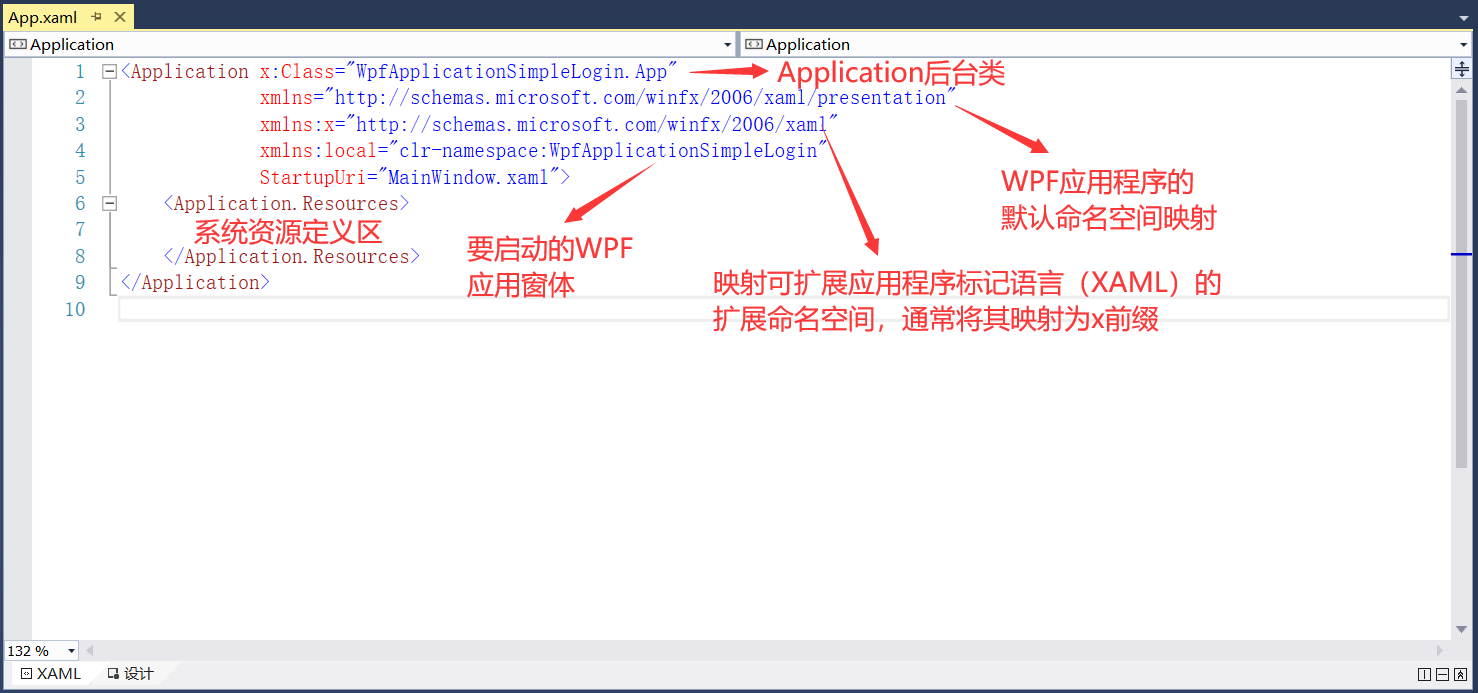 App.xaml
Application
Application
1 <Application x:Class="WpfApplicationSimpleLogin.App"
Application后台类
2 xmlns="http://schemas.microsoft.com/winfx/2006/xaml/presentation"
3 xmlns:x="http://schemas.microsoft.com/winfx/2006/xaml"
4 xmlns:local="clr-namespace:WpfApplicationSimpleLogin"
5 StartupUri="MainWindow.xaml">
WPF应用程序的
默认命名空间映射
6 <Application.Resources>
7
系统资源定义区
要启动的WPF
应用窗体
8 </Application.Resources>
9 </Application>
映射可扩展应用程序标记语言（XAML）的
扩展命名空间，通常将其映射为x前缀
10
132 %
XAML
设计